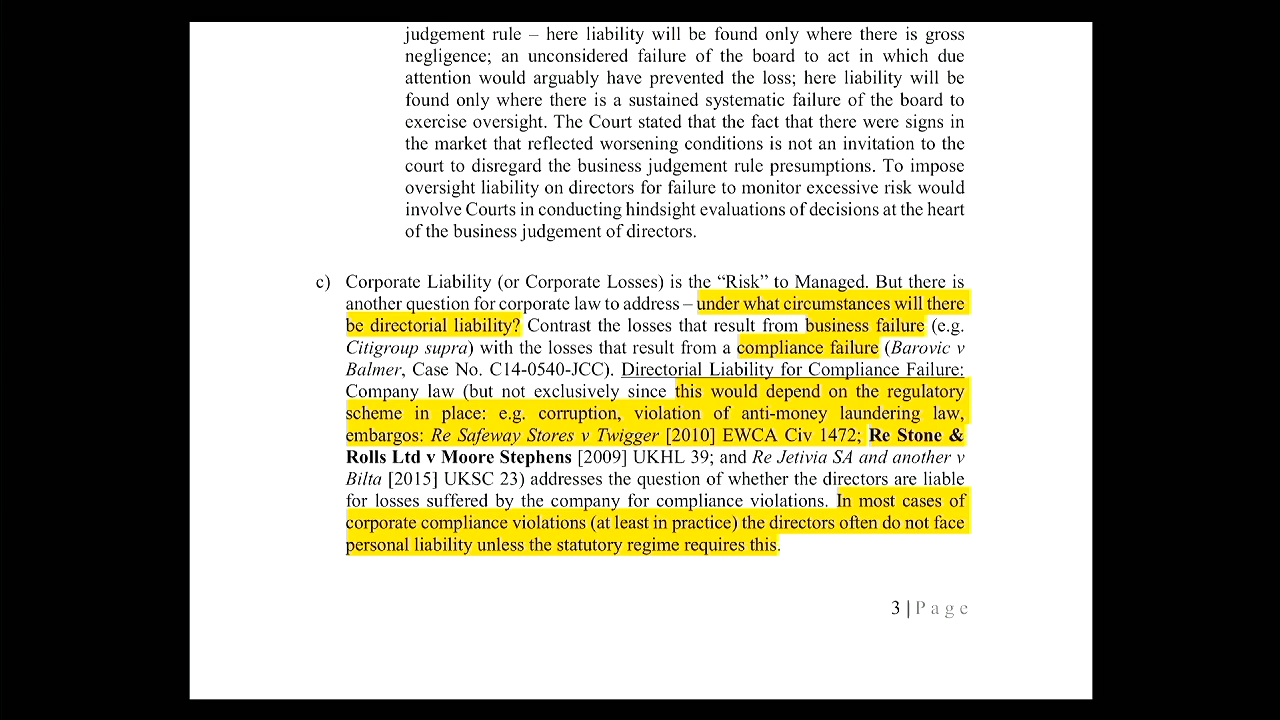 judgement rule – here liability will be found only where there is gross
negligence; an unconsidered failure of the board to act in which due
attention would arguably have prevented the loss; here liability will be
found only where there is a sustained systematic failure of the board to
exercise oversight. The Court stated that the fact that there were signs in
the market that reflected worsening conditions is not an invitation to the
court to disregard the business judgement rule presumptions. To impose
oversight liability on directors for failure to monitor excessive risk would
involve Courts in conducting hindsight evaluations of decisions at the heart
of the business judgement of directors.
c) Corporate Liability (or Corporate Losses) is the “Risk” to Managed. But there is
another question for corporate law to address – under what circumstances will there
be directorial liability? Contrast the losses that result from business failure (e.g.
Citigroup supra) with the losses that result from a compliance failure (Barovic v
Balmer, Case No. C14-0540-JCC). Directorial Liability for Compliance Failure:
Company law (but not exclusively since this would depend on the regulatory
scheme in place: e.g. corruption, violation of anti-money laundering law,
embargos: Re Safeway Stores v Twigger [2010] EWCA Civ 1472; Re Stone &
Rolls Ltd v Moore Stephens [2009] UKHL 39; and Re Jetivia SA and another v
Bilta [2015] UKSC 23) addresses the question of whether the directors are liable
for losses suffered by the company for compliance violations. In most cases of
corporate compliance violations (at least in practice) the directors often do not face
personal liability unless the statutory regime requires this.
3 | P a g e